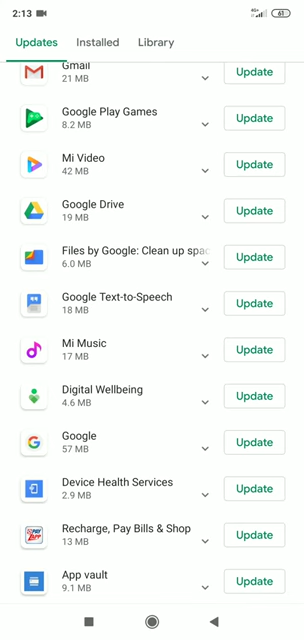 2:13
4G+
61
Updates
Installed
Library
Gmail
21 MB
Update
Google Play Games
8.2 MB
Update
Mi Video
42 MB
Update
Google Drive
19 MB
Update
Files by Google: Clean up spac
6.0 MB
Update
Google Text-to-Speech
18 MB
Update
Mi Music
17 MB
Update
Digital Wellbeing
4.6 MB
Update
Google
57 MB
Update
Device Health Services
2.9 MB
Update
Recharge, Pay Bills & Shop
13 MB
Update
App vault
9.1 MB
Update